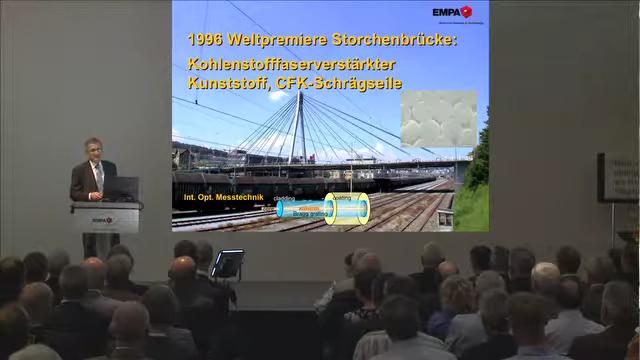 EMPA
1996 Weltpremiere Storchenbrücke:
Kohlenstofffaserverstärkter
Kunststoff, CFK-Schrägseile
Int. Opt. Messtechnik
cladding
coating
Bragg grating
EMPA